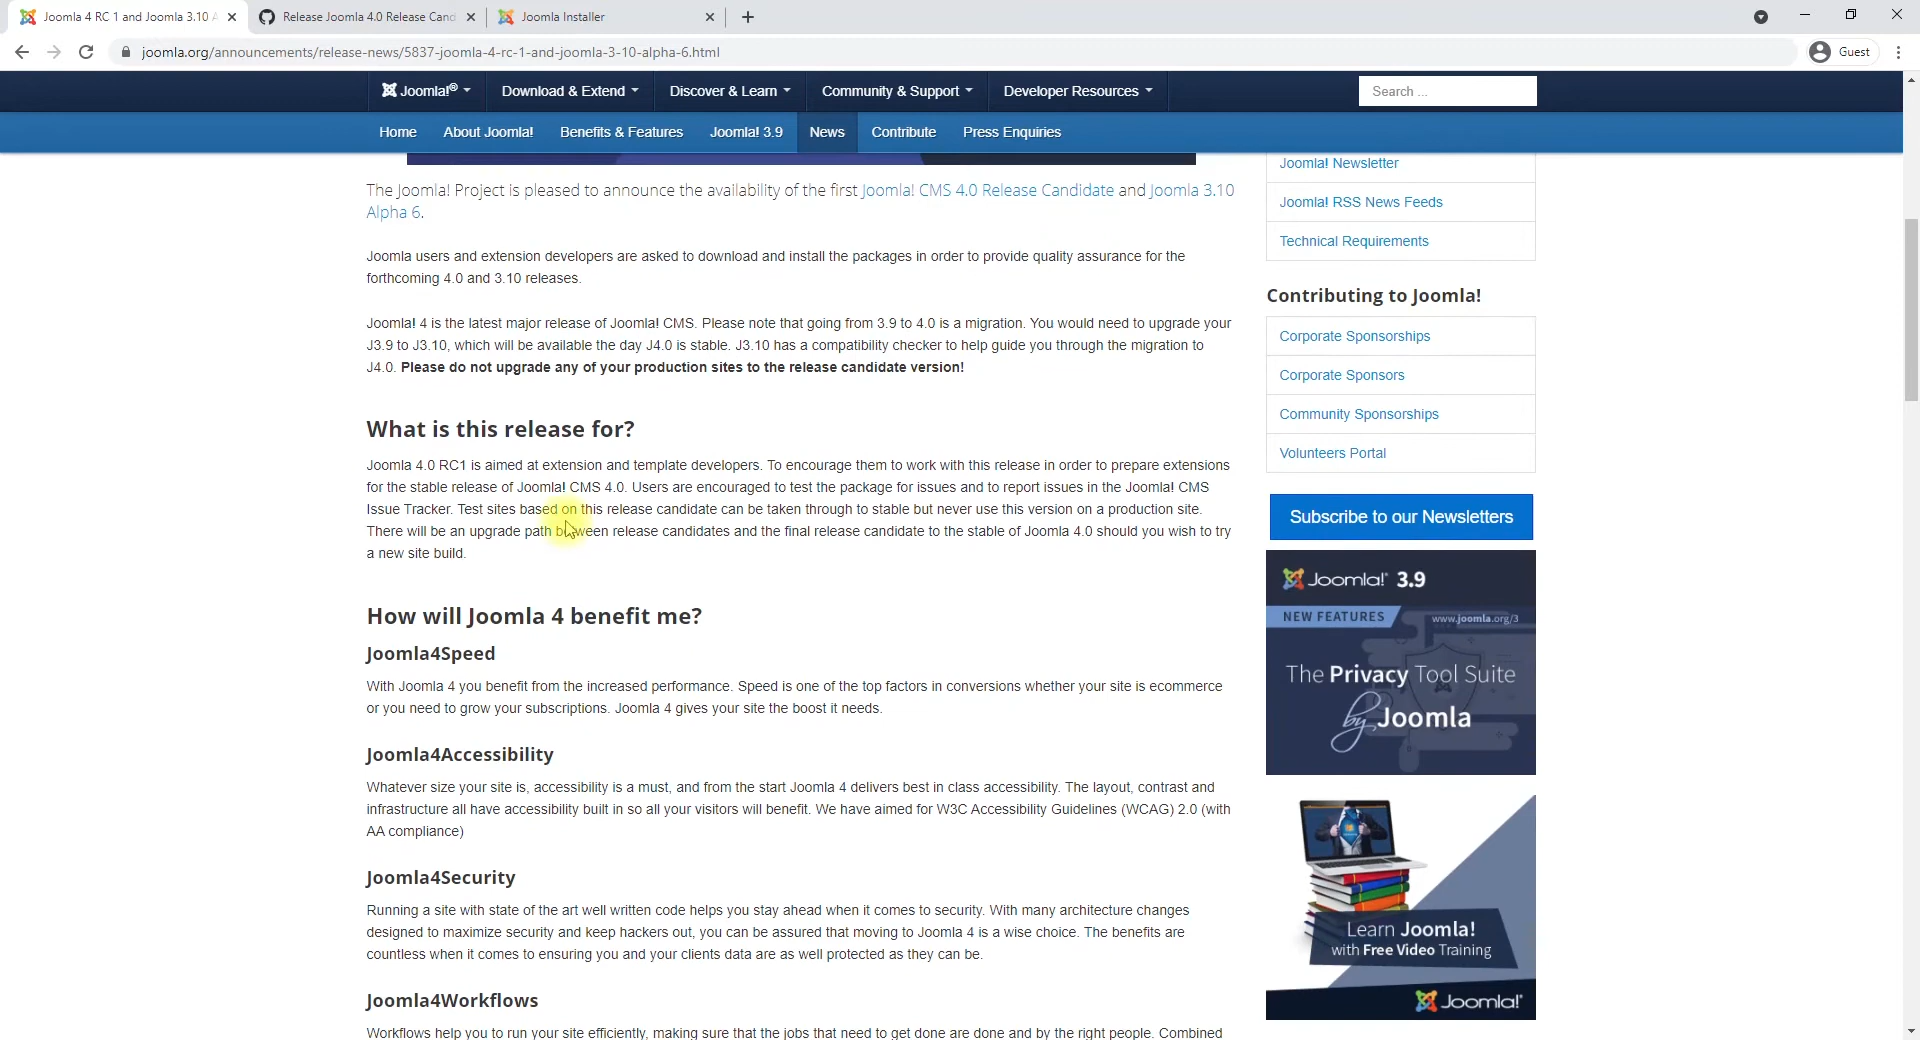 Joomla 4 RC 1 and Joomla 3.10 A
Release Joomla 4.0 Release Cand
Joomla Installer
joomla.org/announcements/release-news/5837-joomla-4-rc-1-and-joomla-3-10-alpha-6.html
Guest
Joomla!® Download & Extend Discover & Learn Community & Support Developer Resources
Search ...
Home About Joomla! Benefits & Features Joomla! 3.9 News Contribute Press Enquiries
The Joomla! Project is pleased to announce the availability of the first Joomla! CMS 4.0 Release Candidate and Joomla 3.10
Alpha 6.
Joomla users and extension developers are asked to download and install the packages in order to provide quality assurance for the
forthcoming 4.0 and 3.10 releases.
Joomla! 4 is the latest major release of Joomla! CMS. Please note that going from 3.9 to 4.0 is a migration. You would need to upgrade your
J3.9 to J3.10, which will be available the day J4.0 is stable. J3.10 has a compatibility checker to help guide you through the migration to
J4.0. Please do not upgrade any of your production sites to the release candidate version!
What is this release for?
Joomla 4.0 RC1 is aimed at extension and template developers. To encourage them to work with this release in order to prepare extensions
for the stable release of Joomla! CMS 4.0. Users are encouraged to test the package for issues and to report issues in the Joomla! CMS
Issue Tracker. Test sites based on this release candidate can be taken through to stable but never use this version on a production site.
There will be an upgrade path between release candidates and the final release candidate to the stable of Joomla 4.0 should you wish to try
a new site build.
How will Joomla 4 benefit me?
Joomla4Speed
With Joomla 4 you benefit from the increased performance. Speed is one of the top factors in conversions whether your site is ecommerce
or you need to grow your subscriptions. Joomla 4 gives your site the boost it needs.
Joomla4Accessibility
Whatever size your site is, accessibility is a must, and from the start Joomla 4 delivers best in class accessibility. The layout, contrast and
infrastructure all have accessibility built in so all your visitors will benefit. We have aimed for W3C Accessibility Guidelines (WCAG) 2.0 (with
AA compliance)
Joomla4Security
Running a site with state of the art well written code helps you stay ahead when it comes to security. With many architecture changes
designed to maximize security and keep hackers out, you can be assured that moving to Joomla 4 is a wise choice. The benefits are
countless when it comes to ensuring you and your clients data are as well protected as they can be.
Joomla4Workflows
Workflows help you to run your site efficiently, making sure that the jobs that need to get done are done and by the right people. Combined
Joomla! Newsletter
Joomla! RSS News Feeds
Technical Requirements
Contributing to Joomla!
Corporate Sponsorships
Corporate Sponsors
Community Sponsorships
Volunteers Portal
Subscribe to our Newsletters
Joomla! 3.9
NEW FEATURES www.joomla.org/3
The Privacy Tool Suite
by Joomla
Learn Joomla!
with Free Video Training
Joomla!